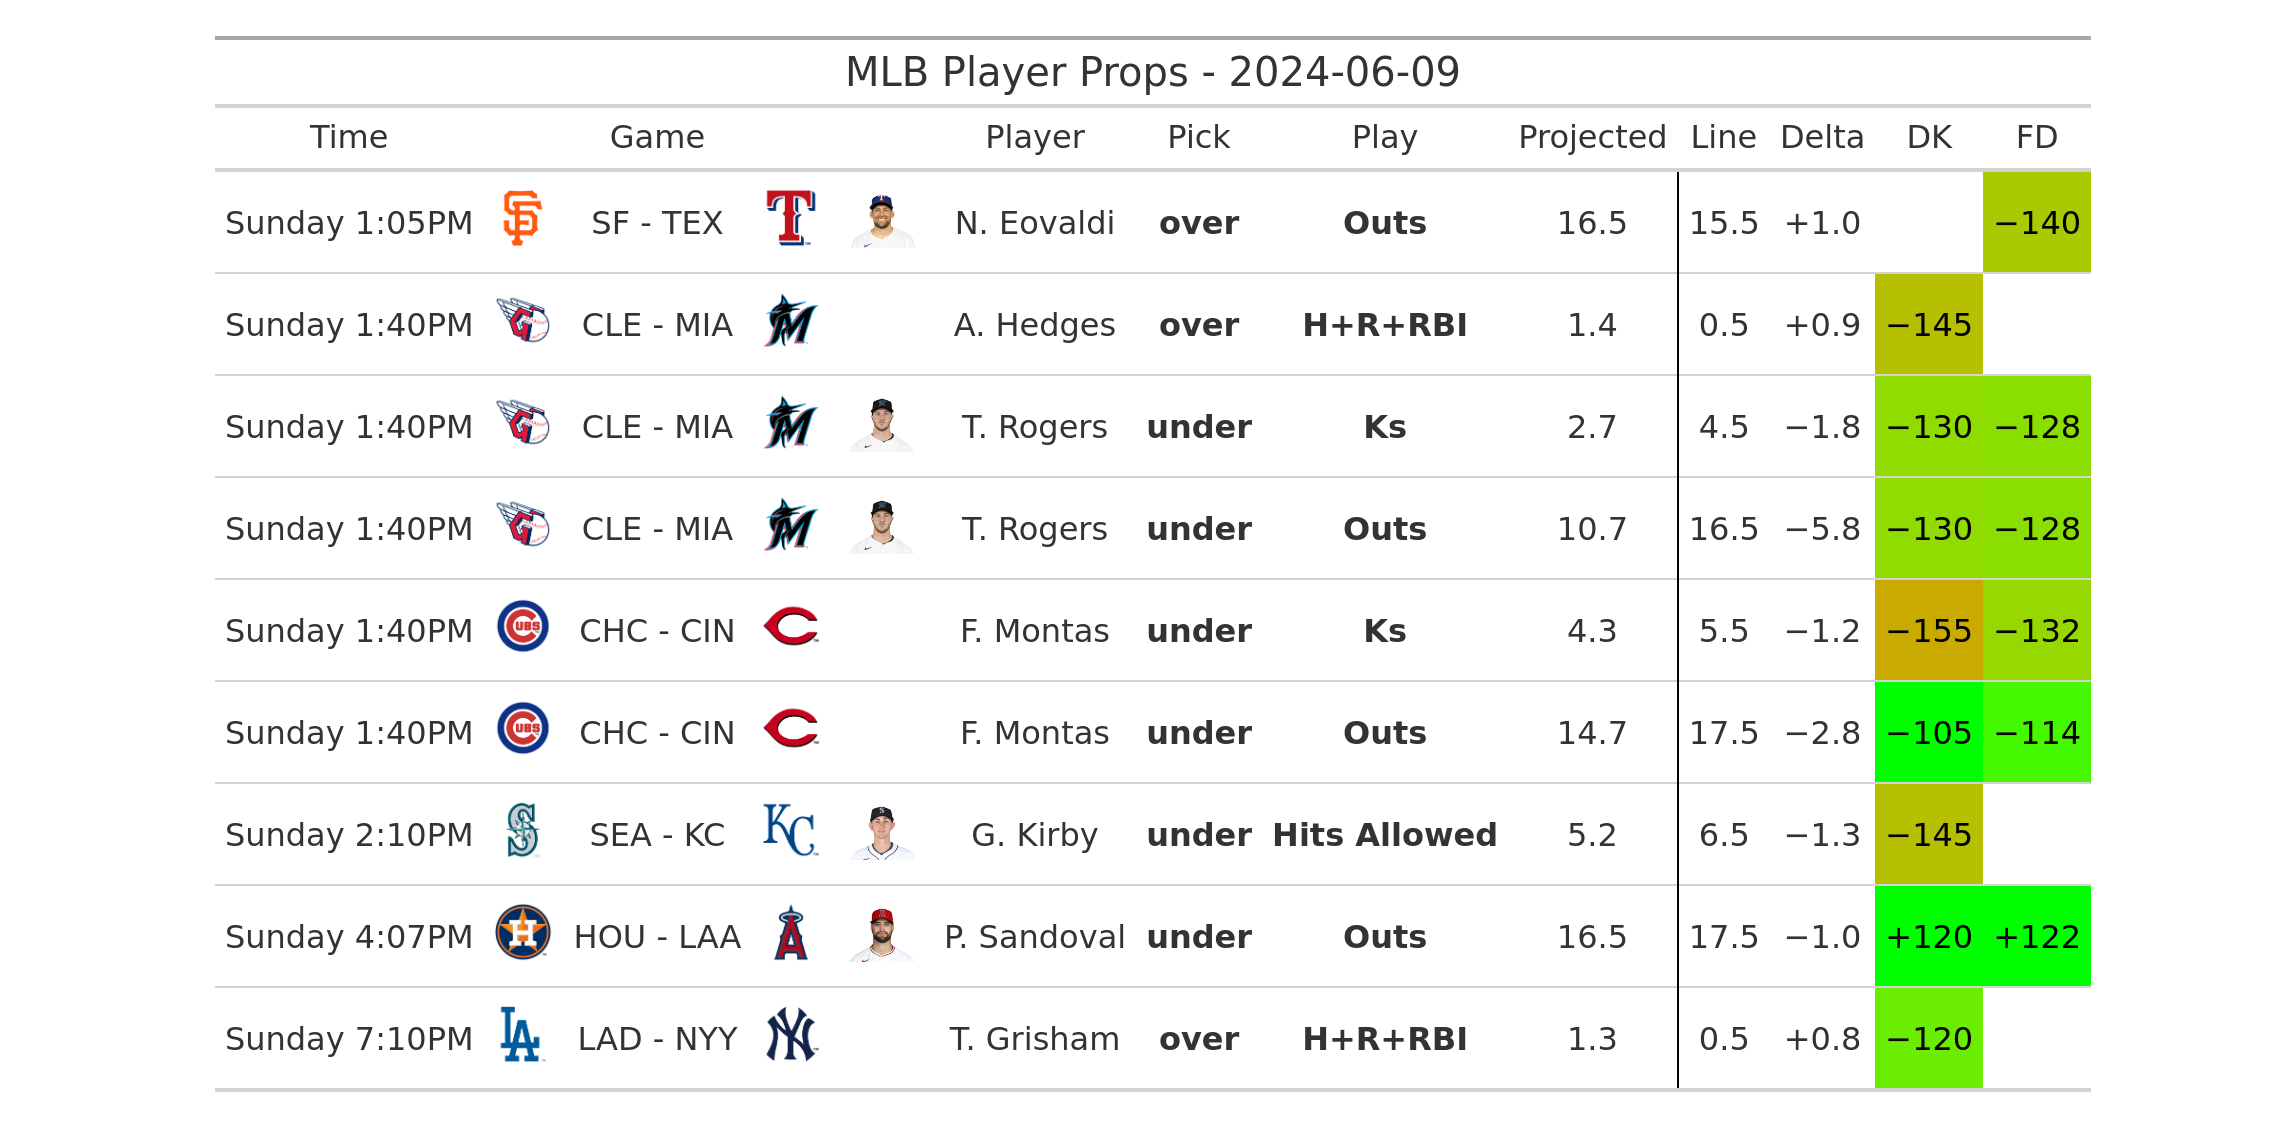 MLB Player Props - 2024-06-09
Time Game Player Pick Play Projected Line Delta DK FD
Sunday 1:05PM SF - TEX N. Eovaldi over Outs 16.5 15.5 +1.0 −140
Sunday 1:40PM CLE - MIA A. Hedges over H+R+RBI 1.4 0.5 +0.9 −145
Sunday 1:40PM CLE - MIA T. Rogers under Ks 2.7 4.5 −1.8 −130 −128
Sunday 1:40PM CLE - MIA T. Rogers under Outs 10.7 16.5 −5.8 −130 −128
Sunday 1:40PM CHC - CIN F. Montas under Ks 4.3 5.5 −1.2 −155 −132
Sunday 1:40PM CHC - CIN F. Montas under Outs 14.7 17.5 −2.8 −105 −114
Sunday 2:10PM SEA - KC G. Kirby under Hits Allowed 5.2 6.5 −1.3 −145
Sunday 4:07PM HOU - LAA P. Sandoval under Outs 16.5 17.5 −1.0 +120 +122
Sunday 7:10PM LAD - NYY T. Grisham over H+R+RBI 1.3 0.5 +0.8 −120